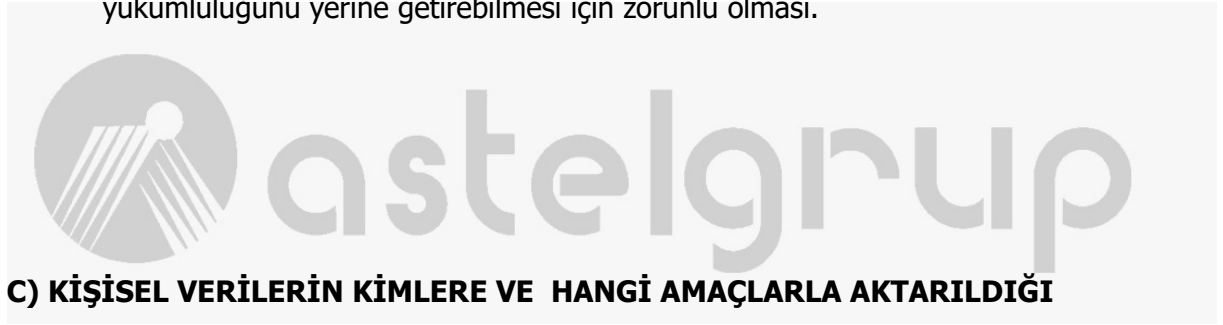 yükümlülüğünü yerine getirebilmesi için zorunlu olması.
astelgrup
C) KİŞİSEL VERİLERİN KİMLERE VE HANGİ AMAÇLARLA AKTARILDIĞI